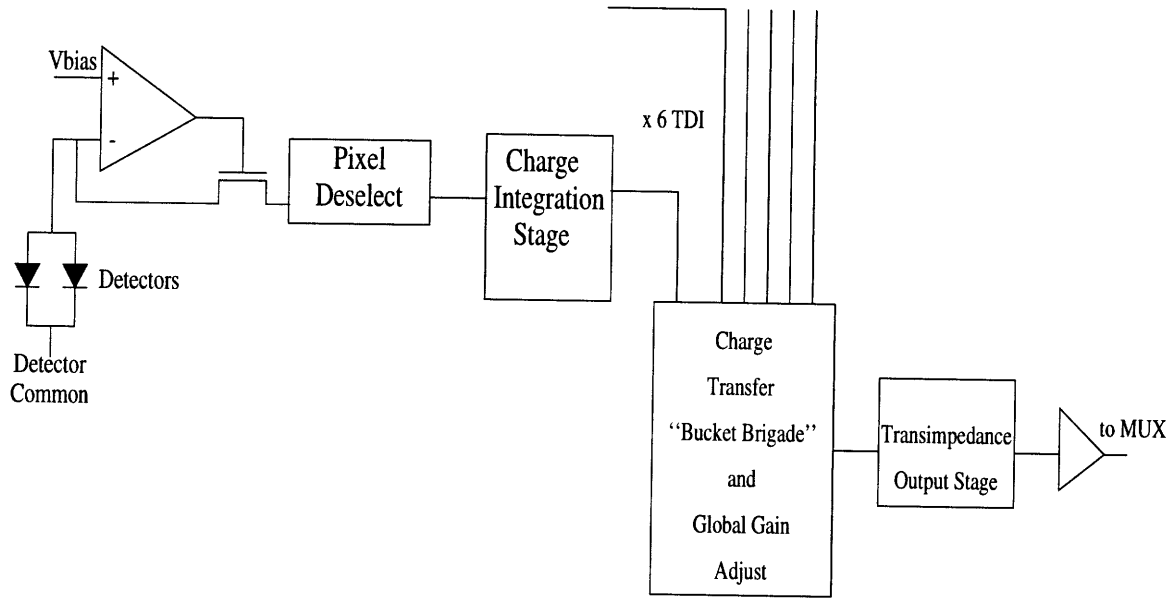 Vbias
+
-
Detectors
Detector
Common
Pixel
Deselect
Charge
Integration
Stage
x 6 TDI
Charge
Transfer
“Bucket Brigade”
and
Global Gain
Adjust
Transimpedance
Output Stage
to MUX